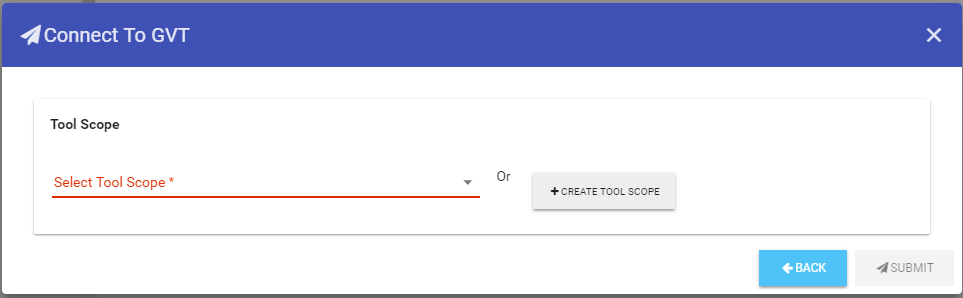 Connect To GVT
Tool Scope
Select Tool Scope *
Or
CREATE TOOL SCOPE
BACK
SUBMIT